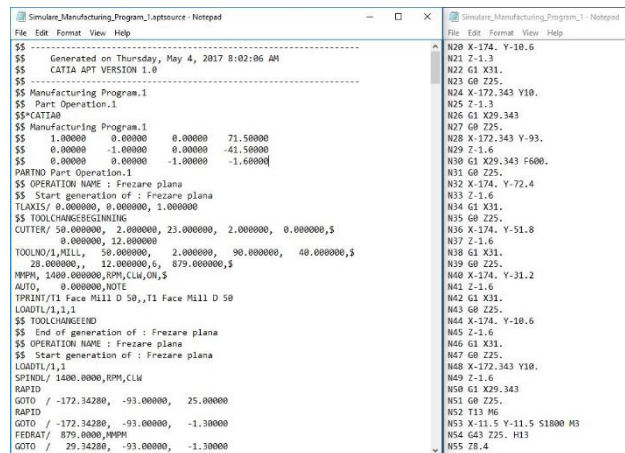 Simulare_Manufacturing_Program_1.aptsource - Notepad
File Edit Format View Help
$$ -----------------------------------------------------------------
$$     Generated on Thursday, May 4, 2017 8:02:06 AM
$$     CATIA APT VERSION 1.0
$$ -----------------------------------------------------------------
$$ Manufacturing Program.1
$$  Part Operation.1
$$*CATIA0
$$ Manufacturing Program.1
$$     1.00000     0.00000     0.00000    71.50000
$$     0.00000    -1.00000     0.00000   -41.50000
$$     0.00000     0.00000    -1.00000    -1.60000
PARTNO Part Operation.1
$$ OPERATION NAME : Frezare plana
$$  Start generation of : Frezare plana
TLAXIS/ 0.000000, 0.000000, 1.000000
$$ TOOLCHANGEBEGINNING
CUTTER/ 50.000000,  2.000000, 23.000000,  2.000000,  0.000000,$
        0.000000, 12.000000
TOOLNO/1,MILL,   50.000000,    2.000000,   90.000000,   40.000000,$
   28.000000,,   12.000000,6,  879.000000,$
MMPM, 1400.000000,RPM,CLW,ON,$
AUTO,    0.000000,NOTE
TPRINT/T1 Face Mill D 50,,T1 Face Mill D 50
LOADTL/1,1,1
$$ TOOLCHANGEEND
$$  End of generation of : Frezare plana
$$ OPERATION NAME : Frezare plana
$$  Start generation of : Frezare plana
LOADTL/1,1
SPINDL/ 1400.0000,RPM,CLW
RAPID
GOTO  / -172.34280,  -93.00000,   25.00000
RAPID
GOTO  / -172.34280,  -93.00000,   -1.30000
FEDRAT/  879.0000,MMPM
GOTO  /   29.34280,  -93.00000,   -1.30000
Simulare_Manufacturing_Program_1 - Notepad
File Edit Format View Help
N20 X-174. Y-10.6
N21 Z-1.3
N22 G1 X31.
N23 G0 Z25.
N24 X-172.343 Y10.
N25 Z-1.3
N26 G1 X29.343
N27 G0 Z25.
N28 X-172.343 Y-93.
N29 Z-1.6
N30 G1 X29.343 F600.
N31 G0 Z25.
N32 X-174. Y-72.4
N33 Z-1.6
N34 G1 X31.
N35 G0 Z25.
N36 X-174. Y-51.8
N37 Z-1.6
N38 G1 X31.
N39 G0 Z25.
N40 X-174. Y-31.2
N41 Z-1.6
N42 G1 X31.
N43 G0 Z25.
N44 X-174. Y-10.6
N45 Z-1.6
N46 G1 X31.
N47 G0 Z25.
N48 X-172.343 Y10.
N49 Z-1.6
N50 G1 X29.343
N51 G0 Z25.
N52 T13 M6
N53 X-11.5 Y-11.5 S1800 M3
N54 G43 Z25. H13
N55 Z8.4